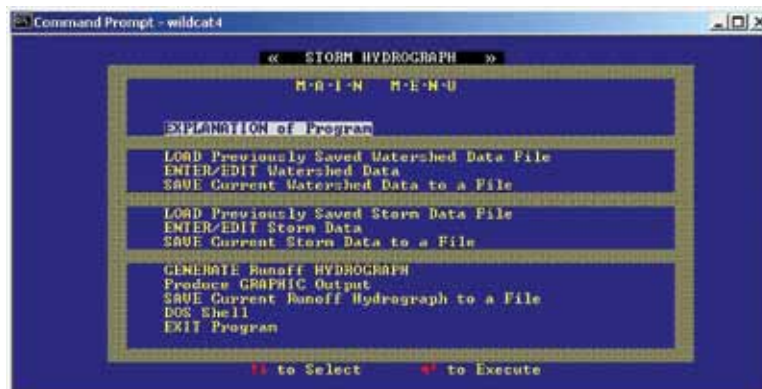 Command Prompt - wildcat4
« STORM HYDROGRAPH »
M-A-I-N M-E-N-U
EXPLANATION of Program
LOAD Previously Saved Watershed Data File
ENTER/EDIT Watershed Data
SAVE Current Watershed Data to a File
LOAD Previously Saved Storm Data File
ENTER/EDIT Storm Data
SAVE Current Storm Data to a File
GENERATE Runoff HYDROGRAPH
Produce GRAPHIC Output
SAVE Current Runoff Hydrograph to a File
DOS Shell
EXIT Program
↑↓ to Select ↵ to Execute